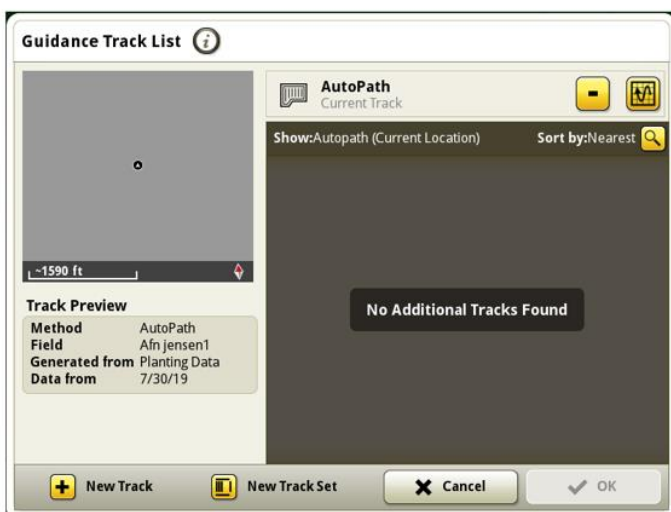 Guidance Track List
AutoPath
Current Track
Show:Autopath (Current Location) Sort by:Nearest
~1590 ft
No Additional Tracks Found
Track Preview
Method AutoPath
Field Afn jensen1
Generated from Planting Data
Data from 7/30/19
New Track New Track Set Cancel OK